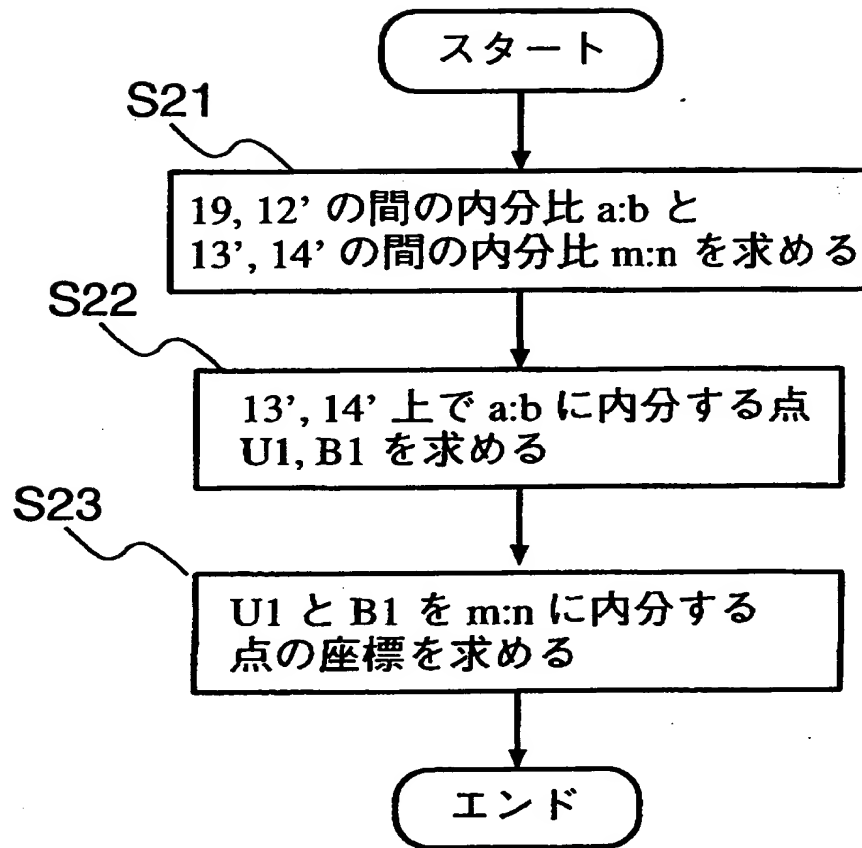 スタート
S21
19, 12’ の間の内分比 a:b と
13’, 14’ の間の内分比 m:n を求める
S22
13’, 14’ 上で a:b に内分する点
U1, B1 を求める
S23
U1 と B1 を m:n に内分する
点の座標を求める
エンド